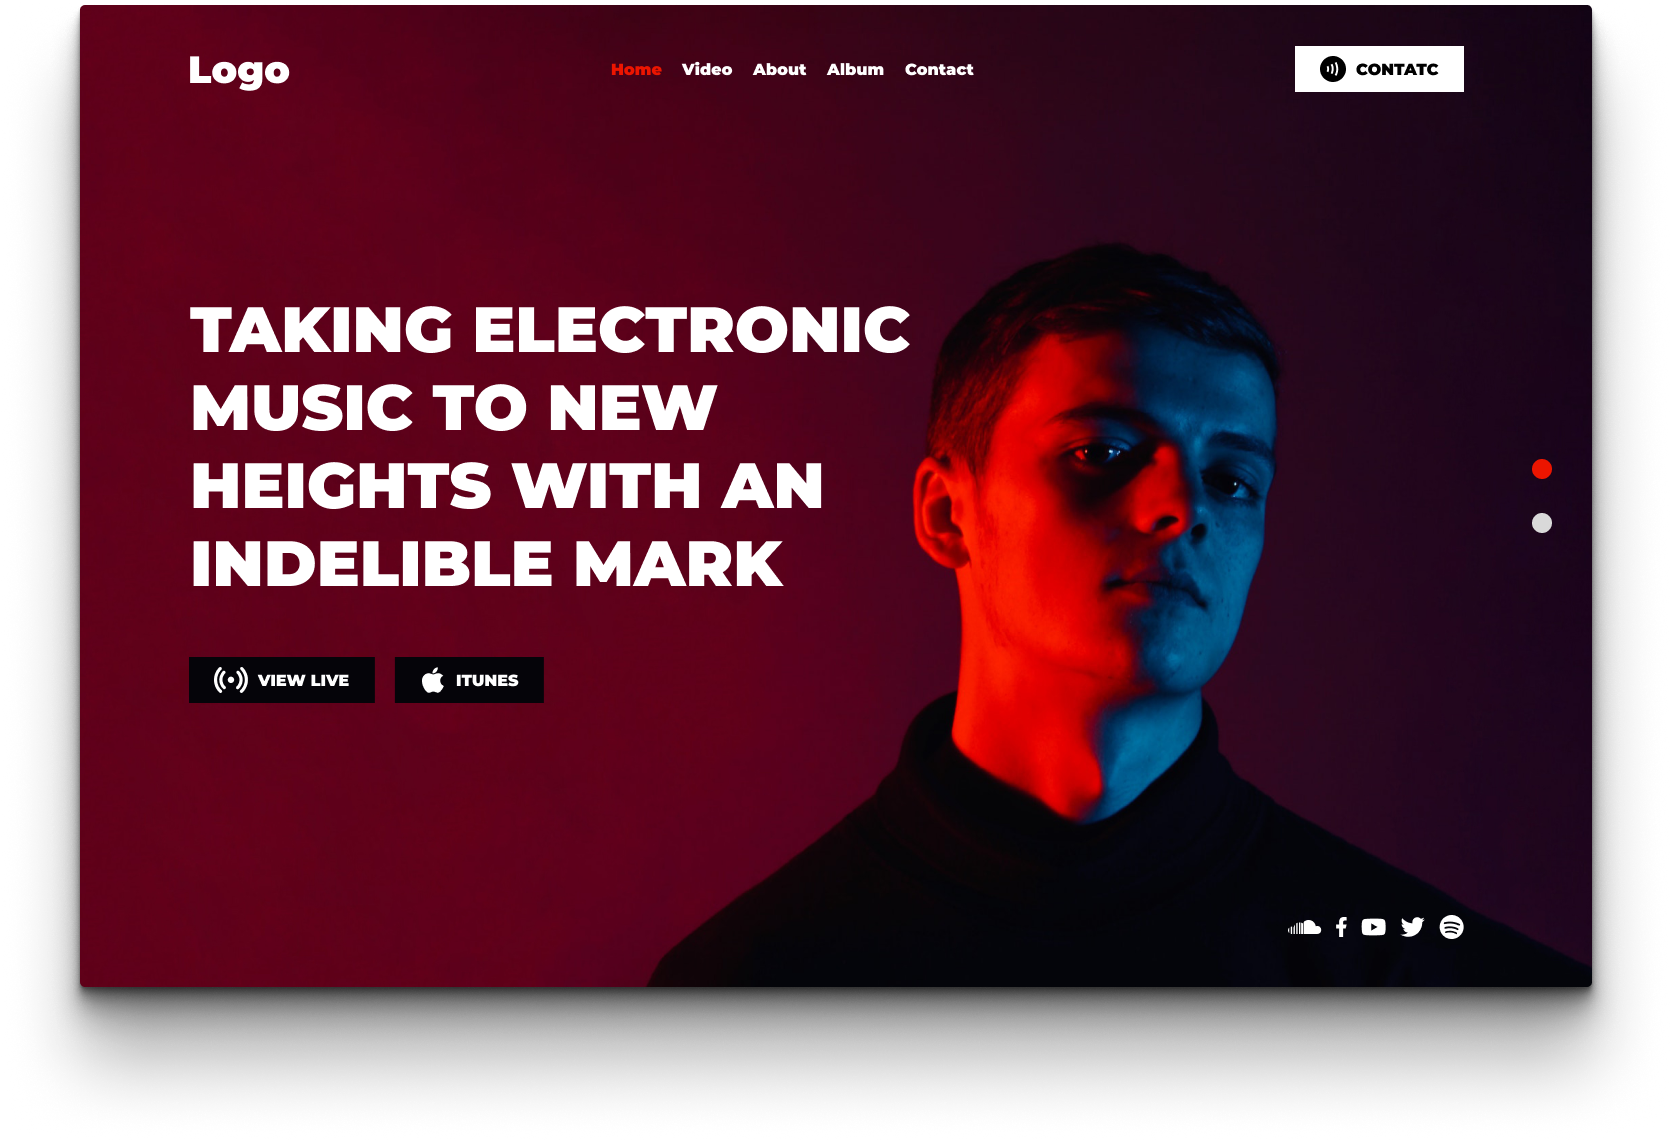 Logo
Home Video About Album Contact
CONTATC
TAKING ELECTRONIC
MUSIC TO NEW
HEIGHTS WITH AN
INDELIBLE MARK
VIEW LIVE
ITUNES